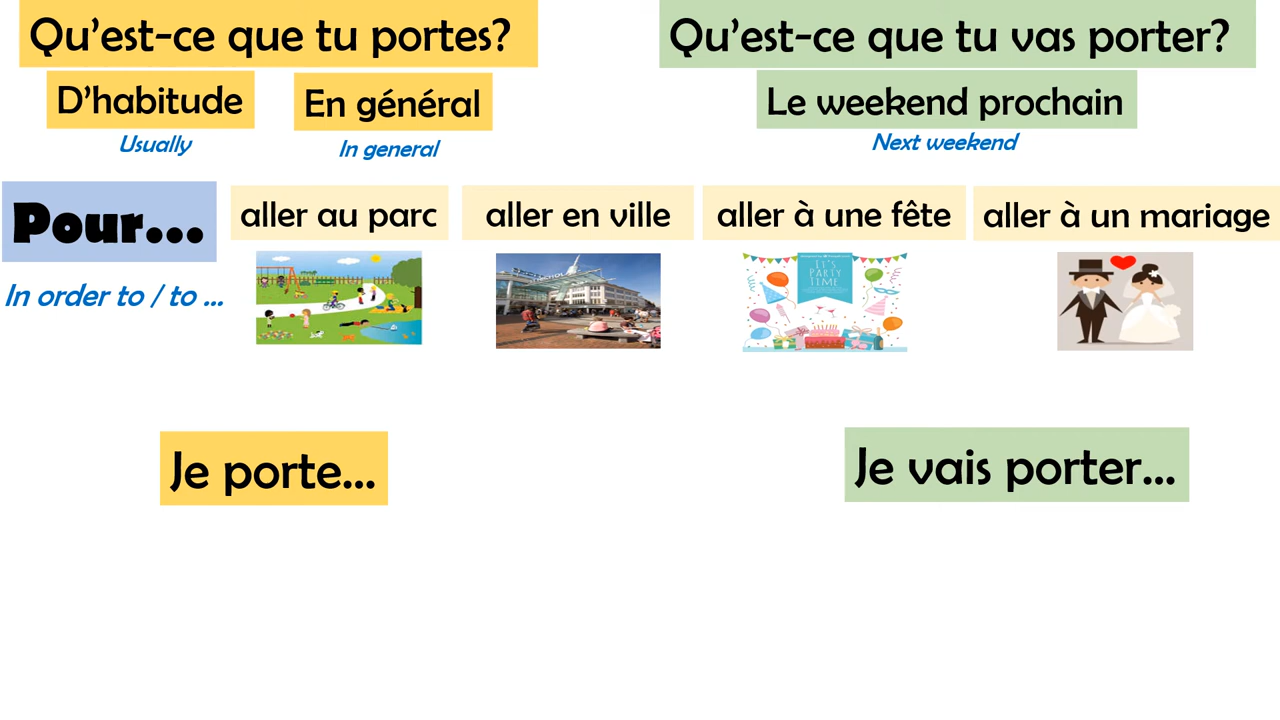 Qu'est-ce que tu portes?
Qu'est-ce que tu vas porter?
D'habitude
En général
Le weekend prochain
Usually
In general
Next weekend
Pour...
aller au parc
aller en ville
aller à une fête
aller à un mariage
In order to / to ...
IT'S
PARTY
TIME
Je porte...
Je vais porter...